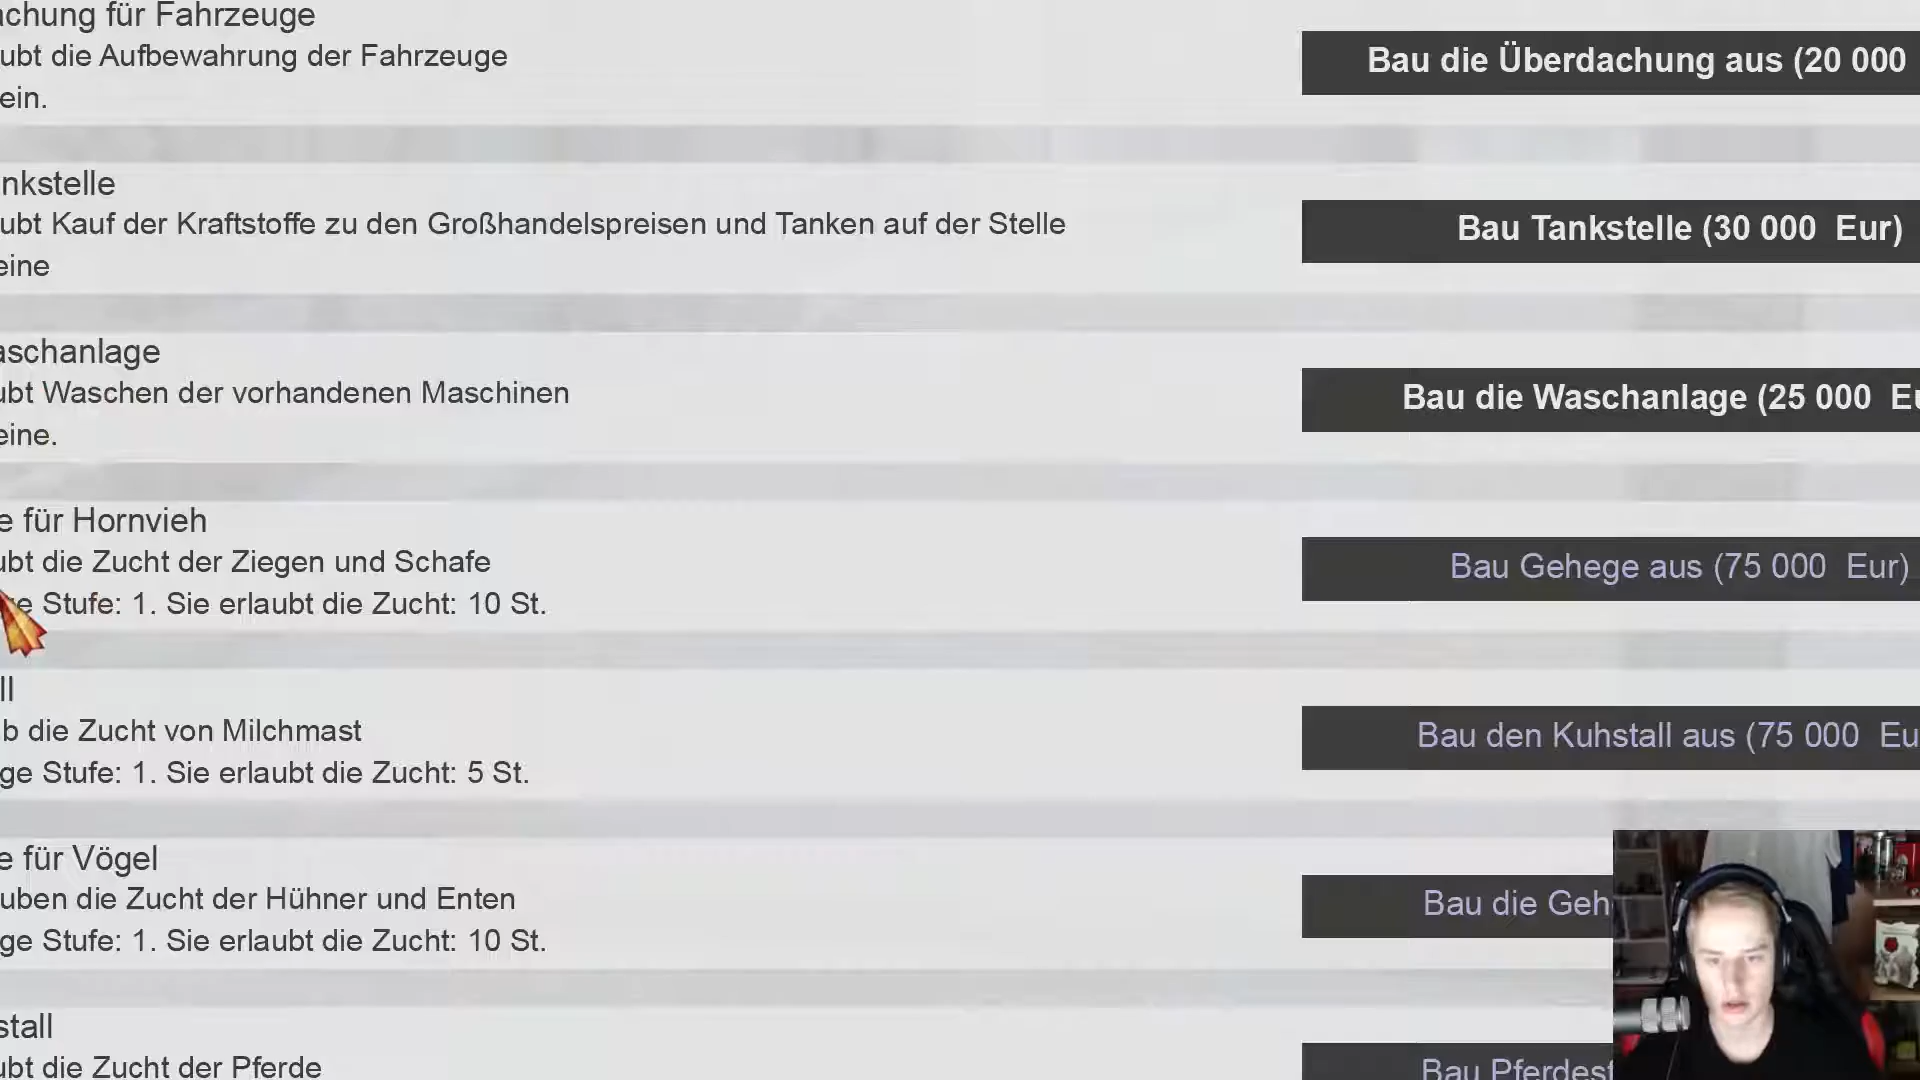 achung für Fahrzeuge
ubt die Aufbewahrung der Fahrzeuge
ein.
Bau die Überdachung aus (20 000
nkstelle
ubt Kauf der Kraftstoffe zu den Großhandelspreisen und Tanken auf der Stelle
eine
Bau Tankstelle (30 000 Eur)
aschanlage
ubt Waschen der vorhandenen Maschinen
eine.
Bau die Waschanlage (25 000 Eu
e für Hornvieh
ubt die Zucht der Ziegen und Schafe
ge Stufe: 1. Sie erlaubt die Zucht: 10 St.
Bau Gehege aus (75 000 Eur)
ll
b die Zucht von Milchmast
ge Stufe: 1. Sie erlaubt die Zucht: 5 St.
Bau den Kuhstall aus (75 000 Eu
e für Vögel
uben die Zucht der Hühner und Enten
ge Stufe: 1. Sie erlaubt die Zucht: 10 St.
Bau die Geh
stall
ubt die Zucht der Pferde
Bau Pferdest